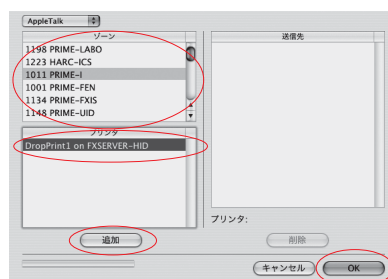 AppleTalk
ゾーン
1198 PRIME-LABO
1223 HARC-ICS
1011 PRIME-I
1001 PRIME-FEN
1134 PRIME-FXIS
1148 PRIME-UID
プリンタ
DropPrint1 on FXSERVER-HID
追加
送信先
プリンタ:
削除
キャンセル
OK